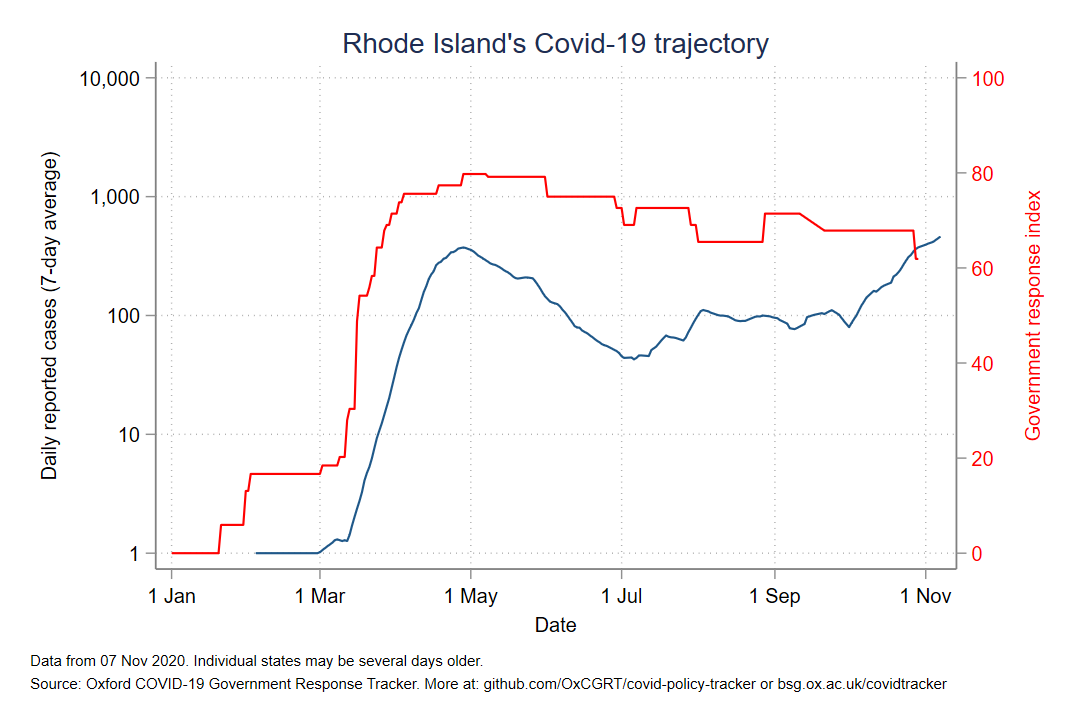 Rhode Island's Covid-19 trajectory
10,000
1,000
100
10
1
Daily reported cases (7-day average)
100
80
60
40
20
0
Government response index
1 Jan
1 Mar
1 May
1 Jul
1 Sep
1 Nov
Date
Data from 07 Nov 2020. Individual states may be several days older.
Source: Oxford COVID-19 Government Response Tracker. More at: github.com/OxCGRT/covid-policy-tracker or bsg.ox.ac.uk/covidtracker